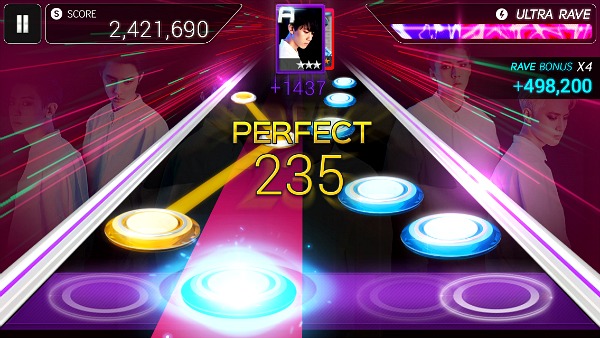 S SCORE
2,421,690
A
+1437
ULTRA RAVE
RAVE BONUS X4
+498,200
PERFECT
235